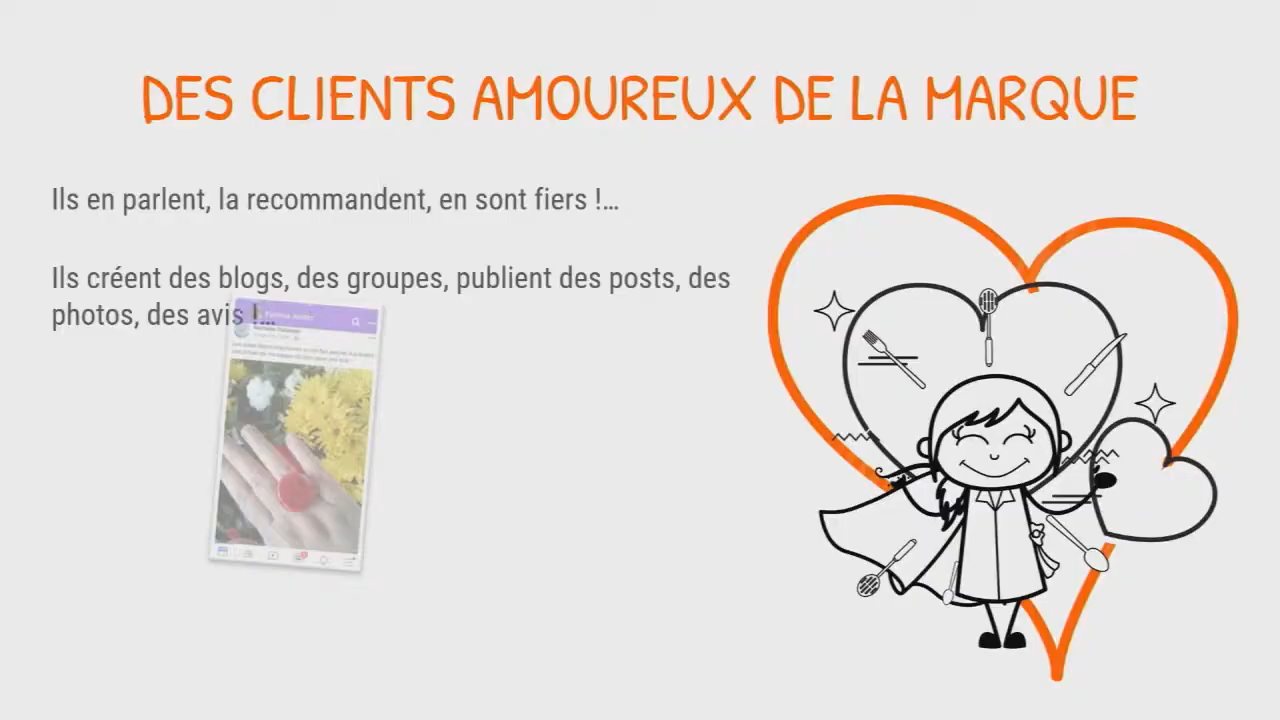 DES CLIENTS AMOUREUX DE LA MARQUE
Ils en parlent, la recommandent, en sont fiers !...
Ils créent des blogs, des groupes, publient des posts, des
photos, des avis